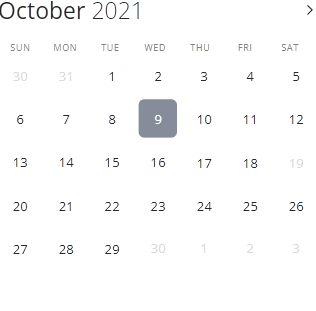 October 2021 >
SUN MON TUE WED THU FRI SAT
30 31 1 2 3 4 5
6 7 8 9 10 11 12
13 14 15 16 17 18 19
20 21 22 23 24 25 26
27 28 29 30 1 2 3